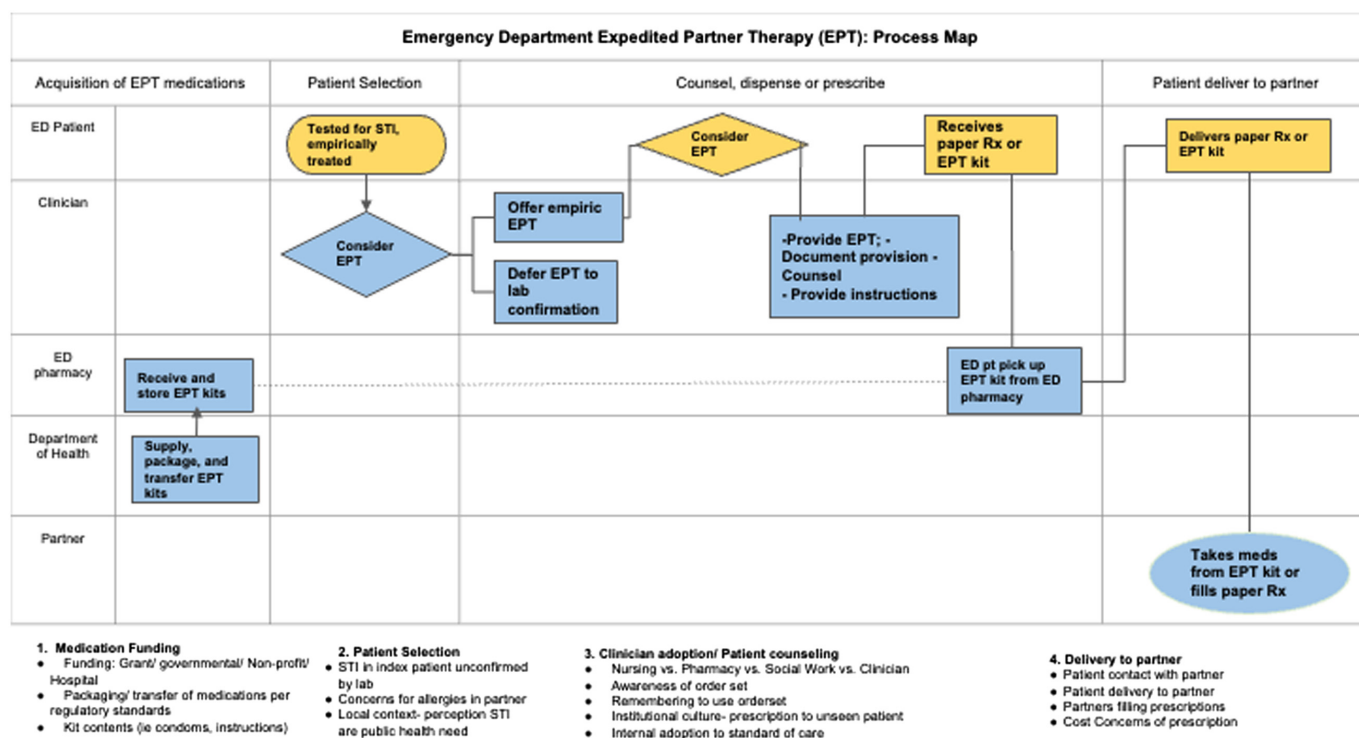 Emergency Department Expedited Partner Therapy (EPT): Process Map
Acquisition of EPT medications
Patient Selection
Counsel, dispense or prescribe
Patient deliver to partner
ED Patient
Tested for STI,
empirically
treated
Consider
EPT
Receives
paper Rx or
EPT kit
Delivers paper Rx or
EPT kit
Clinician
Consider
EPT
Offer empiric
EPT
Defer EPT to
lab
confirmation
-Provide EPT; -
Document provision -
Counsel
- Provide instructions
ED
pharmacy
Receive and
store EPT kits
ED pt pick up
EPT kit from ED
pharmacy
Department
of Health
Supply,
package, and
transfer EPT
kits
Partner
Takes meds
from EPT kit or
fills paper Rx
1. Medication Funding
● Funding: Grant/ governmental/ Non-profit/
Hospital
● Packaging/ transfer of medications per
regulatory standards
● Kit contents (ie condoms, instructions)
2. Patient Selection
● STI in index patient unconfirmed
by lab
● Concerns for allergies in partner
● Local context- perception STI
are public health need
3. Clinician adoption/ Patient counseling
● Nursing vs. Pharmacy vs. Social Work vs. Clinician
● Awareness of order set
● Remembering to use orderset
● Institutional culture- prescription to unseen patient
● Internal adoption to standard of care
4. Delivery to partner
● Patient contact with partner
● Patient delivery to partner
● Partners filling prescriptions
● Cost Concerns of prescription